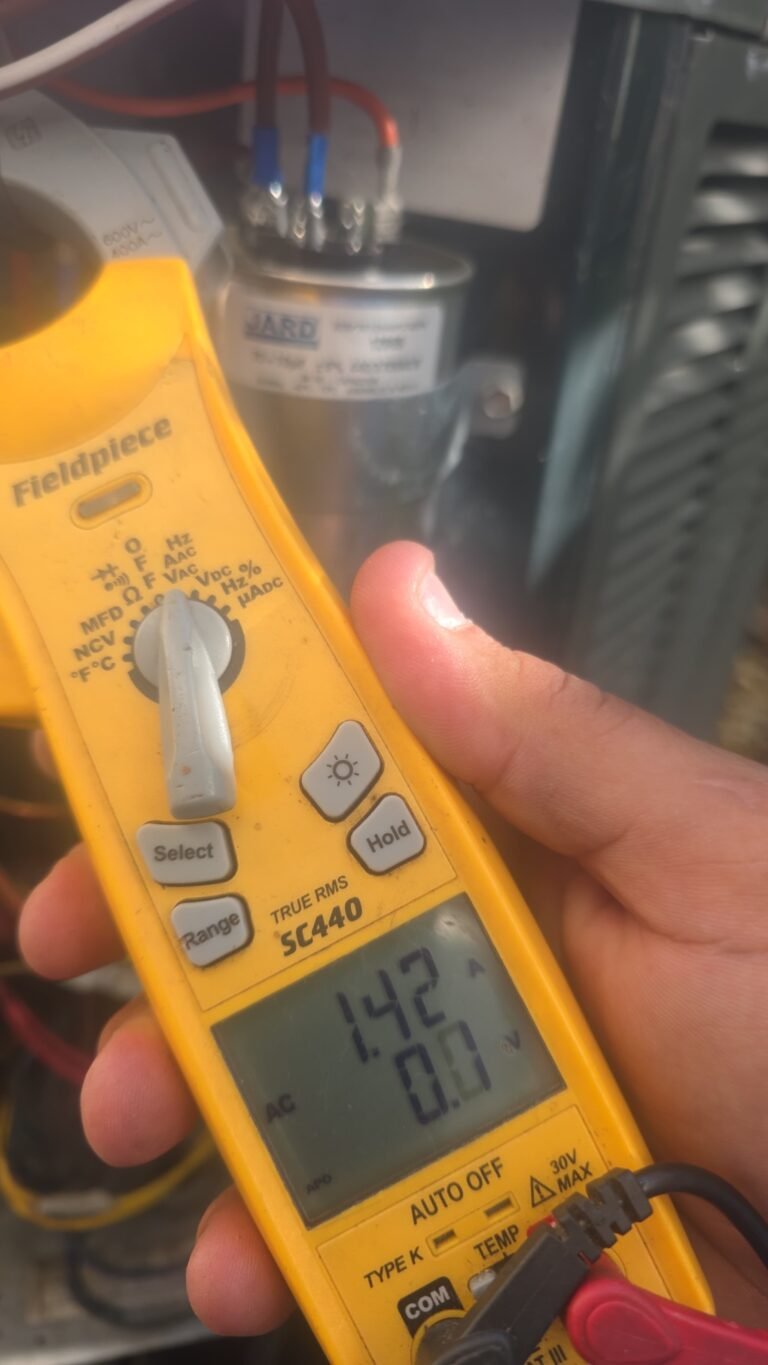 600V~
400A~
JARD
Fieldpiece
O
F
F
Hz
AAC
VAC
VDC
Hz %
µADC
Ω
MFD
NCV
°F°C
Select
Hold
Range
TRUE RMS
SC440
1.42 A
AC
0.0 V
APO
AUTO OFF
30V
MAX
TYPE K
TEMP
COM